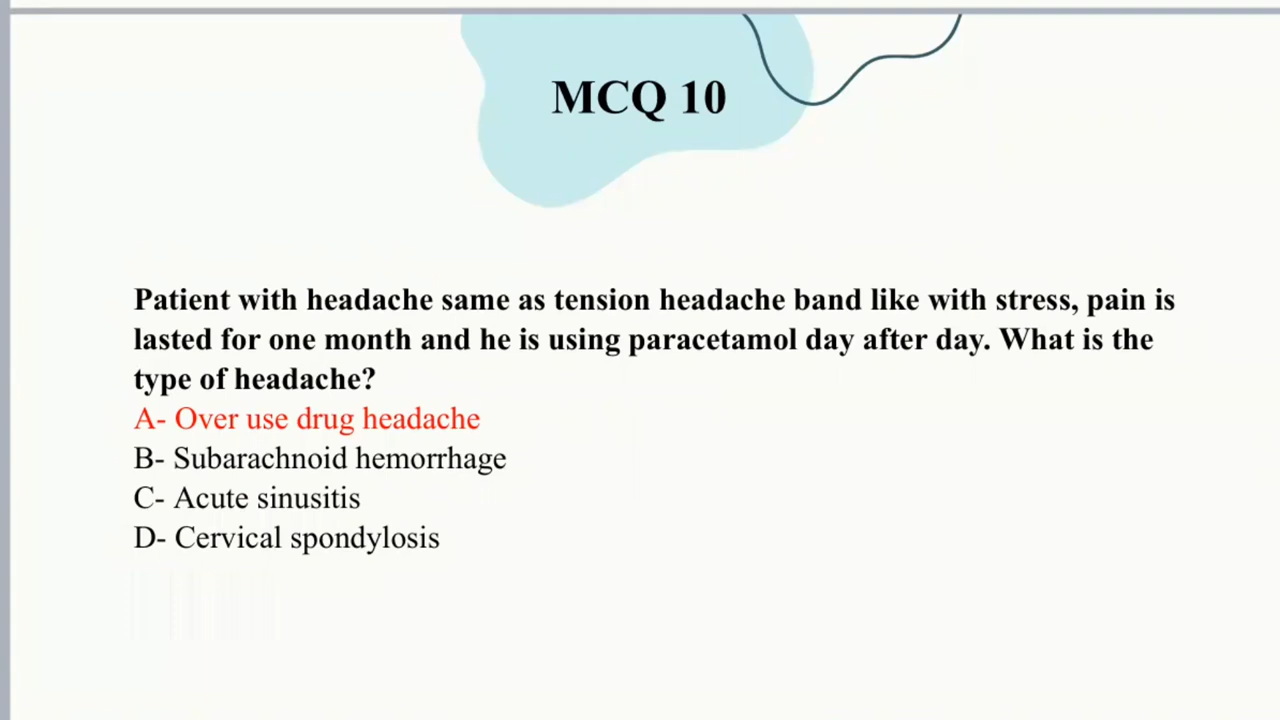 MCQ 10
Patient with headache same as tension headache band like with stress, pain is
lasted for one month and he is using paracetamol day after day. What is the
type of headache?
A- Over use drug headache
B- Subarachnoid hemorrhage
C- Acute sinusitis
D- Cervical spondylosis